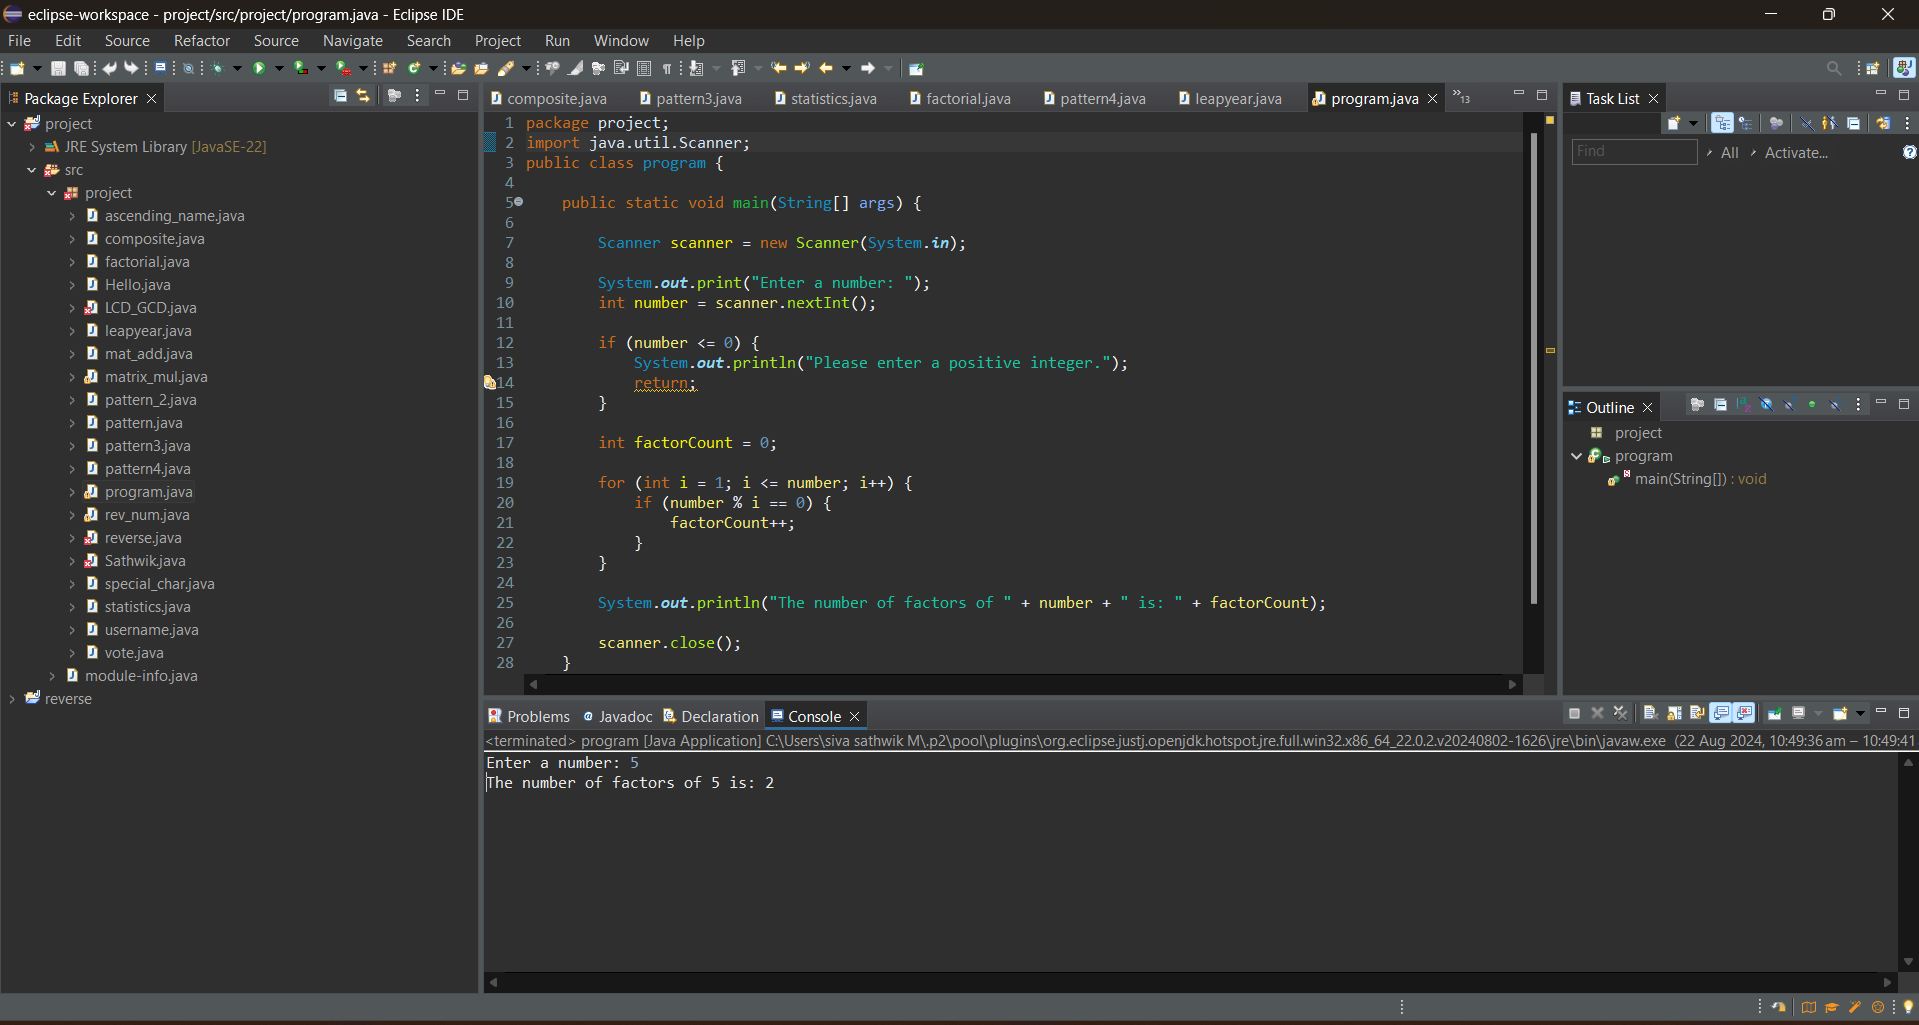 eclipse-workspace - project/src/project/program.java - Eclipse IDE
File Edit Source Refactor Source Navigate Search Project Run Window Help
Package Explorer
project
JRE System Library [JavaSE-22]
src
project
ascending_name.java
composite.java
factorial.java
Hello.java
LCD_GCD.java
leapyear.java
mat_add.java
matrix_mul.java
pattern_2.java
pattern.java
pattern3.java
pattern4.java
program.java
rev_num.java
reverse.java
Sathwik.java
special_char.java
statistics.java
username.java
vote.java
module-info.java
reverse
composite.java pattern3.java statistics.java factorial.java pattern4.java leapyear.java program.java »13
1 package project;
2 import java.util.Scanner;
3 public class program {
4
5 public static void main(String[] args) {
6
7 Scanner scanner = new Scanner(System.in);
8
9 System.out.print("Enter a number: ");
10 int number = scanner.nextInt();
11
12 if (number <= 0) {
13 System.out.println("Please enter a positive integer.");
14 return;
15 }
16
17 int factorCount = 0;
18
19 for (int i = 1; i <= number; i++) {
20 if (number % i == 0) {
21 factorCount++;
22 }
23 }
24
25 System.out.println("The number of factors of " + number + " is: " + factorCount);
26
27 scanner.close();
28 }
Task List
Find All Activate...
Outline
project
program
main(String[]) : void
Problems Javadoc Declaration Console
<terminated> program [Java Application] C:\Users\siva sathwik M\.p2\pool\plugins\org.eclipse.justj.openjdk.hotspot.jre.full.win32.x86_64_22.0.2.v20240802-1626\jre\bin\javaw.exe (22 Aug 2024, 10:49:36 am – 10:49:41
Enter a number: 5
The number of factors of 5 is: 2